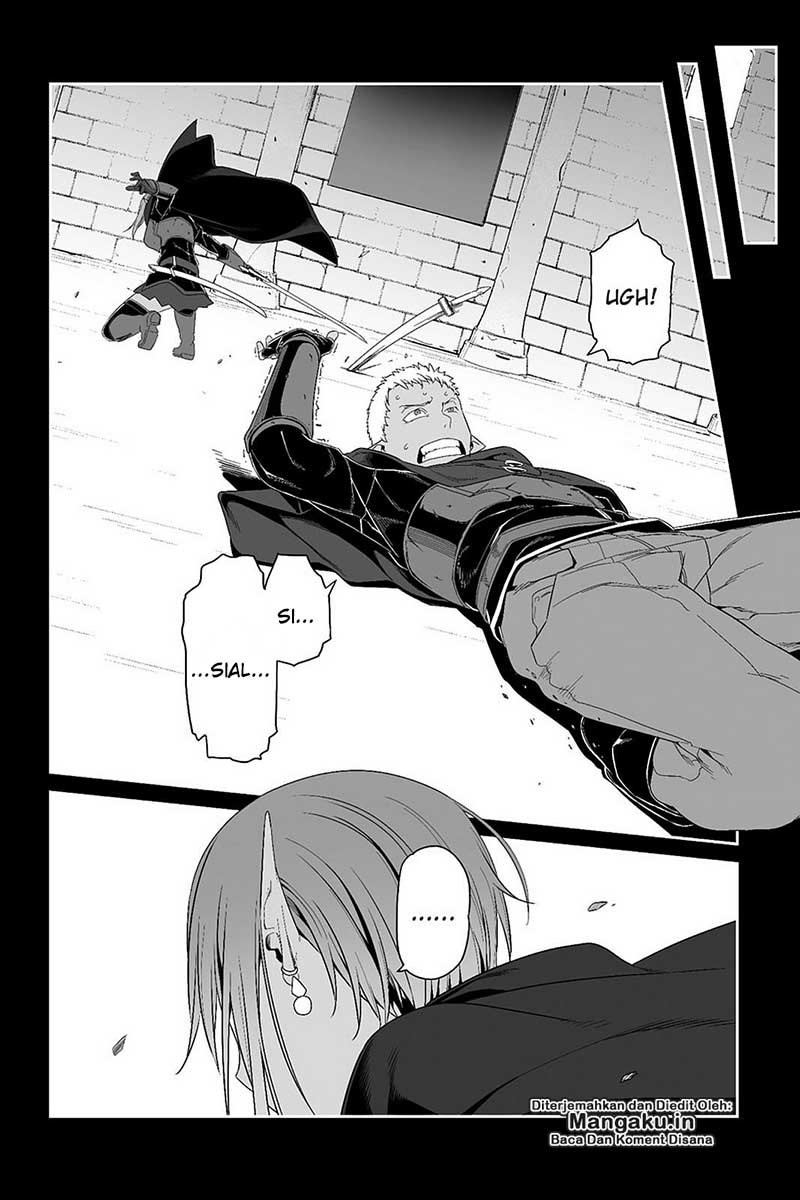 UGH!
SI...
...SIAL...
......
Diterjemahkan dan Diedit Oleh:
Mangaku.in
Baca Dan Koment Disana